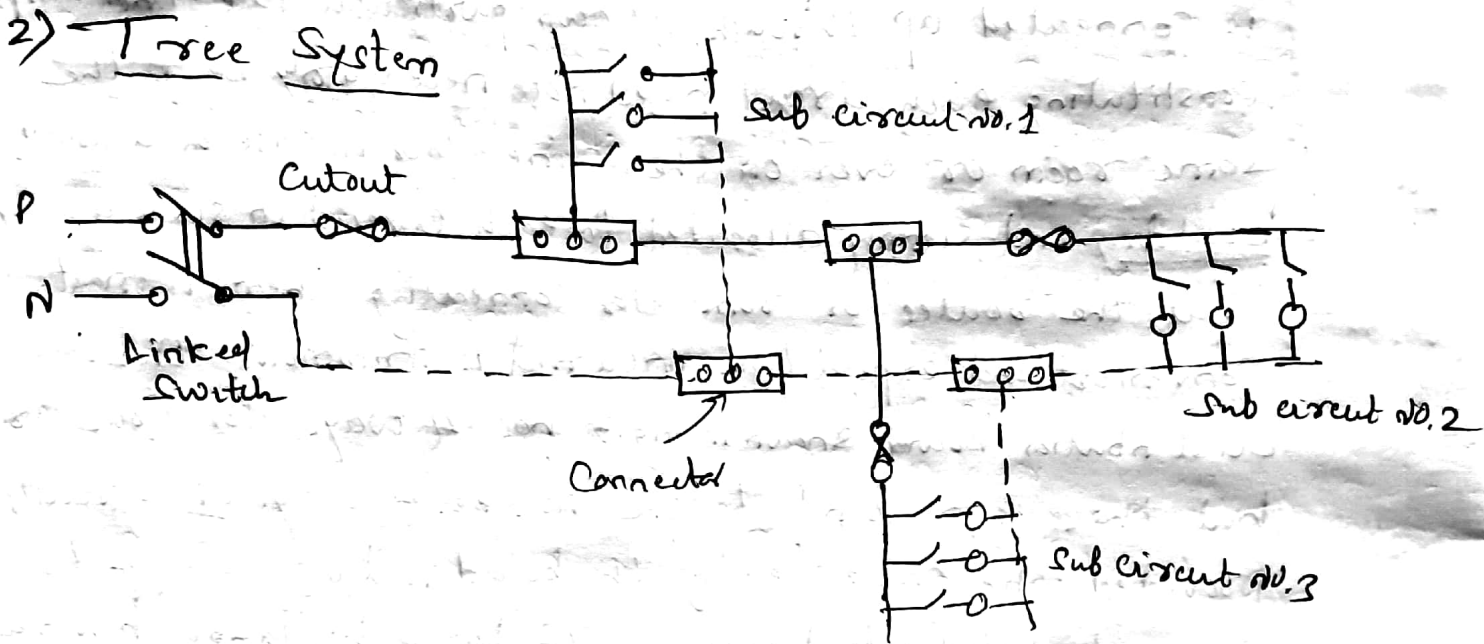 2) Tree System
Sub circuit No. 1
Cutout
P
N
Linked
Switch
Sub circuit No. 2
Connector
Sub circuit No. 3